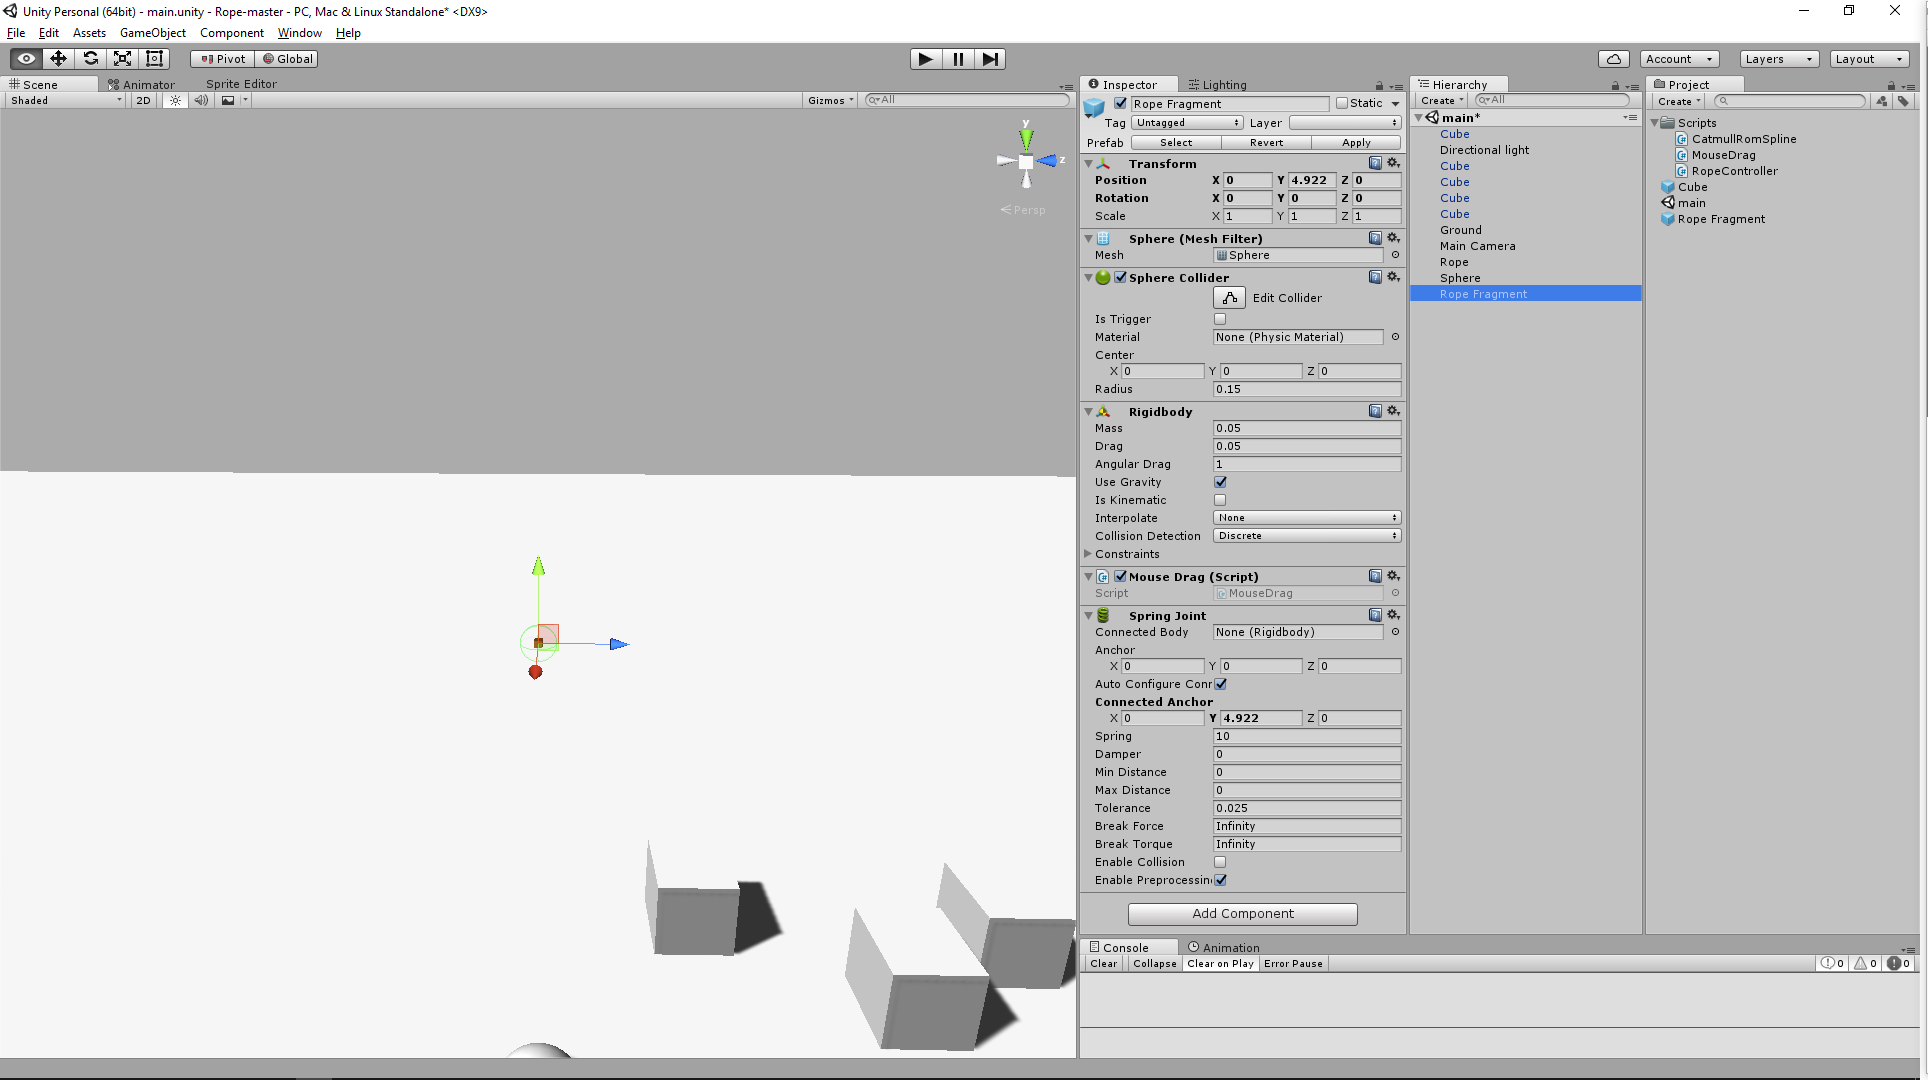 Unity Personal (64bit) - main.unity - Rope-master - PC, Mac & Linux Standalone* <DX9>
File Edit Assets GameObject Component Window Help
Pivot Global Account Layers Layout
Scene Animator Sprite Editor
Shaded 2D Gizmos All
y
z
Persp
Inspector Lighting
Rope Fragment Static
Tag Untagged Layer
Prefab Select Revert Apply
Transform
Position X 0 Y 4.922 Z 0
Rotation X 0 Y 0 Z 0
Scale X 1 Y 1 Z 1
Sphere (Mesh Filter)
Mesh Sphere
Sphere Collider
Edit Collider
Is Trigger
Material None (Physic Material)
Center
X 0 Y 0 Z 0
Radius 0.15
Rigidbody
Mass 0.05
Drag 0.05
Angular Drag 1
Use Gravity
Is Kinematic
Interpolate None
Collision Detection Discrete
Constraints
Mouse Drag (Script)
Script MouseDrag
Spring Joint
Connected Body None (Rigidbody)
Anchor
X 0 Y 0 Z 0
Auto Configure Conr
Connected Anchor
X 0 Y 4.922 Z 0
Spring 10
Damper 0
Min Distance 0
Max Distance 0
Tolerance 0.025
Break Force Infinity
Break Torque Infinity
Enable Collision
Enable Preprocessin
Add Component
Hierarchy
Create All
main*
Cube
Directional light
Cube
Cube
Cube
Cube
Ground
Main Camera
Rope
Sphere
Rope Fragment
Project
Create
Scripts
CatmullRomSpline
MouseDrag
RopeController
Cube
main
Rope Fragment
Console Animation
Clear Collapse Clear on Play Error Pause 0 0 0